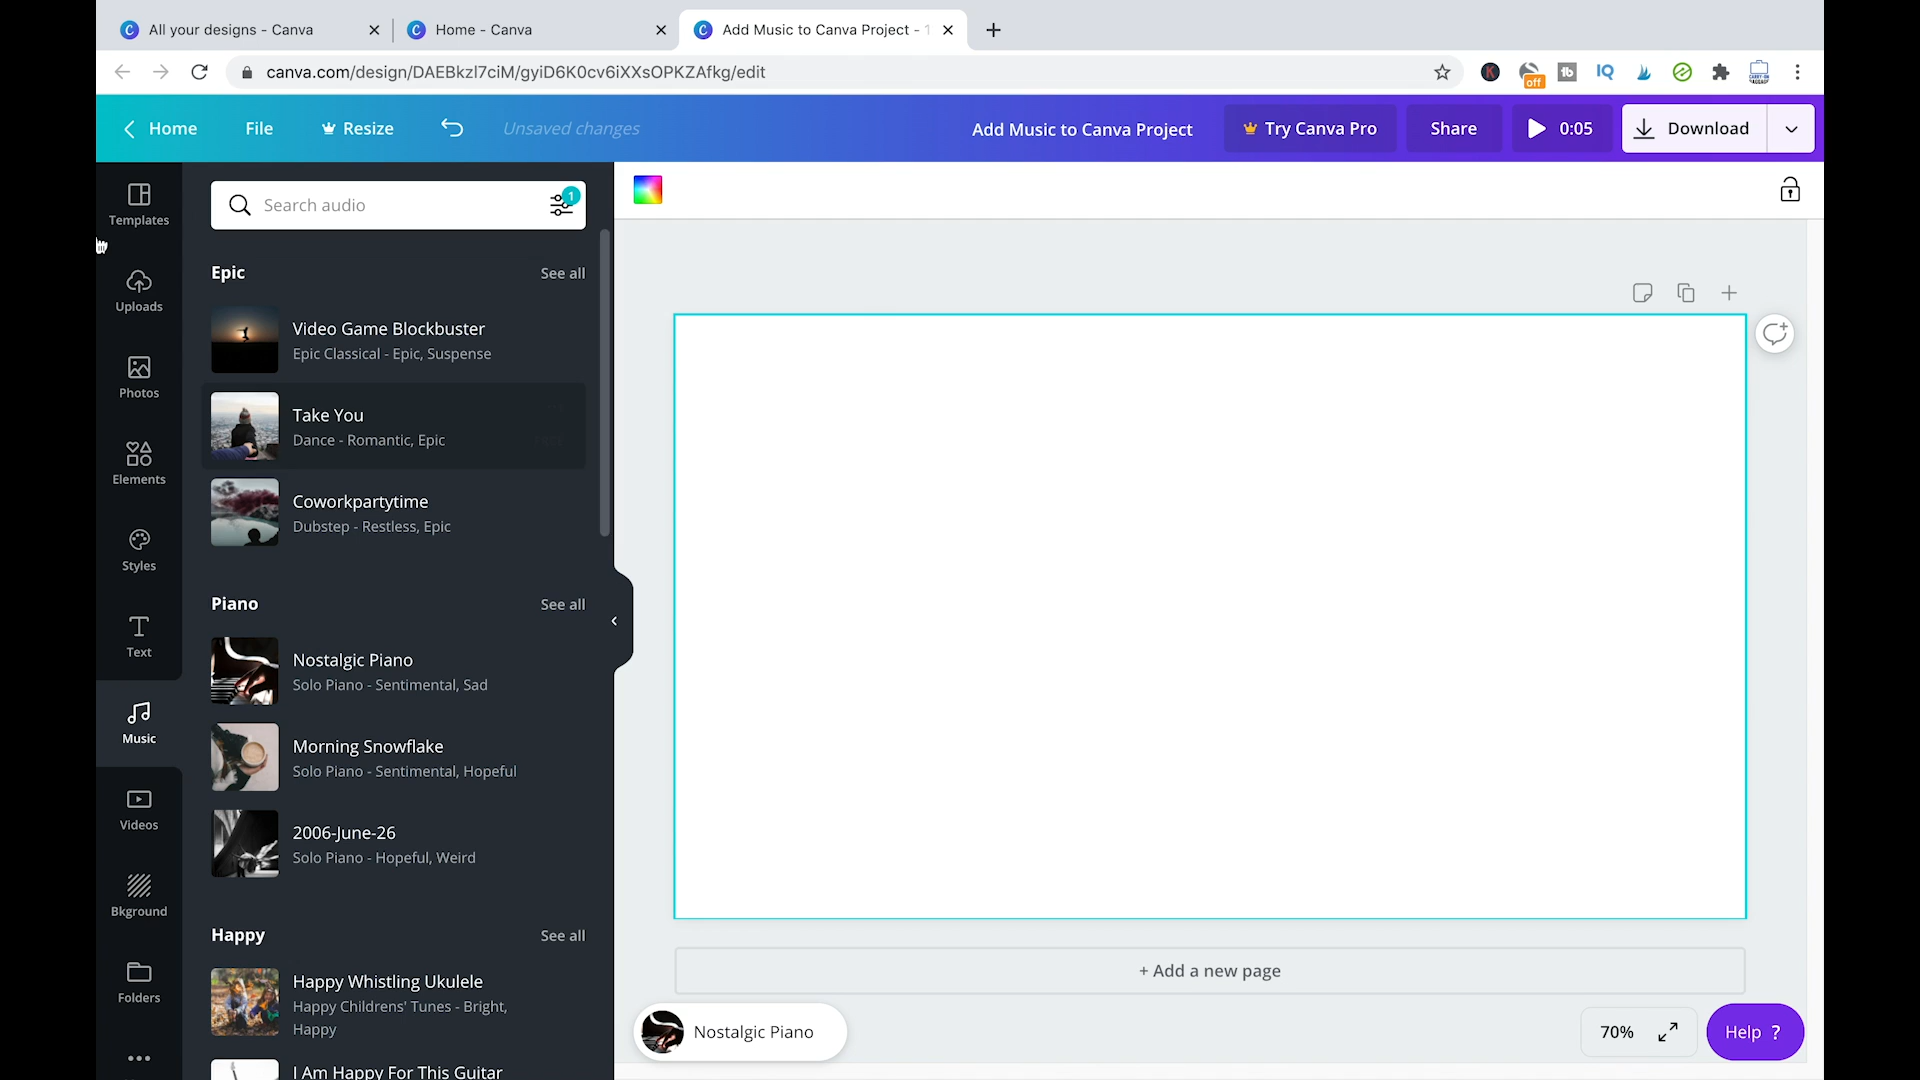 All your designs - Canva
Home - Canva
Add Music to Canva Project - 1
canva.com/design/DAEBkzl7ciM/gyiD6K0cv6iXXsOPKZAfkg/edit
off
tb
IQ
Home
File
Resize
Unsaved changes
Add Music to Canva Project
Try Canva Pro
Share
0:05
Download
Templates
Uploads
Photos
Elements
Styles
Text
Music
Videos
Bkground
Folders
Search audio
1
Epic
See all
Video Game Blockbuster
Epic Classical - Epic, Suspense
Take You
Dance - Romantic, Epic
Coworkpartytime
Dubstep - Restless, Epic
Piano
See all
Nostalgic Piano
Solo Piano - Sentimental, Sad
Morning Snowflake
Solo Piano - Sentimental, Hopeful
2006-June-26
Solo Piano - Hopeful, Weird
Happy
See all
Happy Whistling Ukulele
Happy Childrens' Tunes - Bright,
Happy
I Am Happy For This Guitar
+ Add a new page
Nostalgic Piano
70%
Help ?